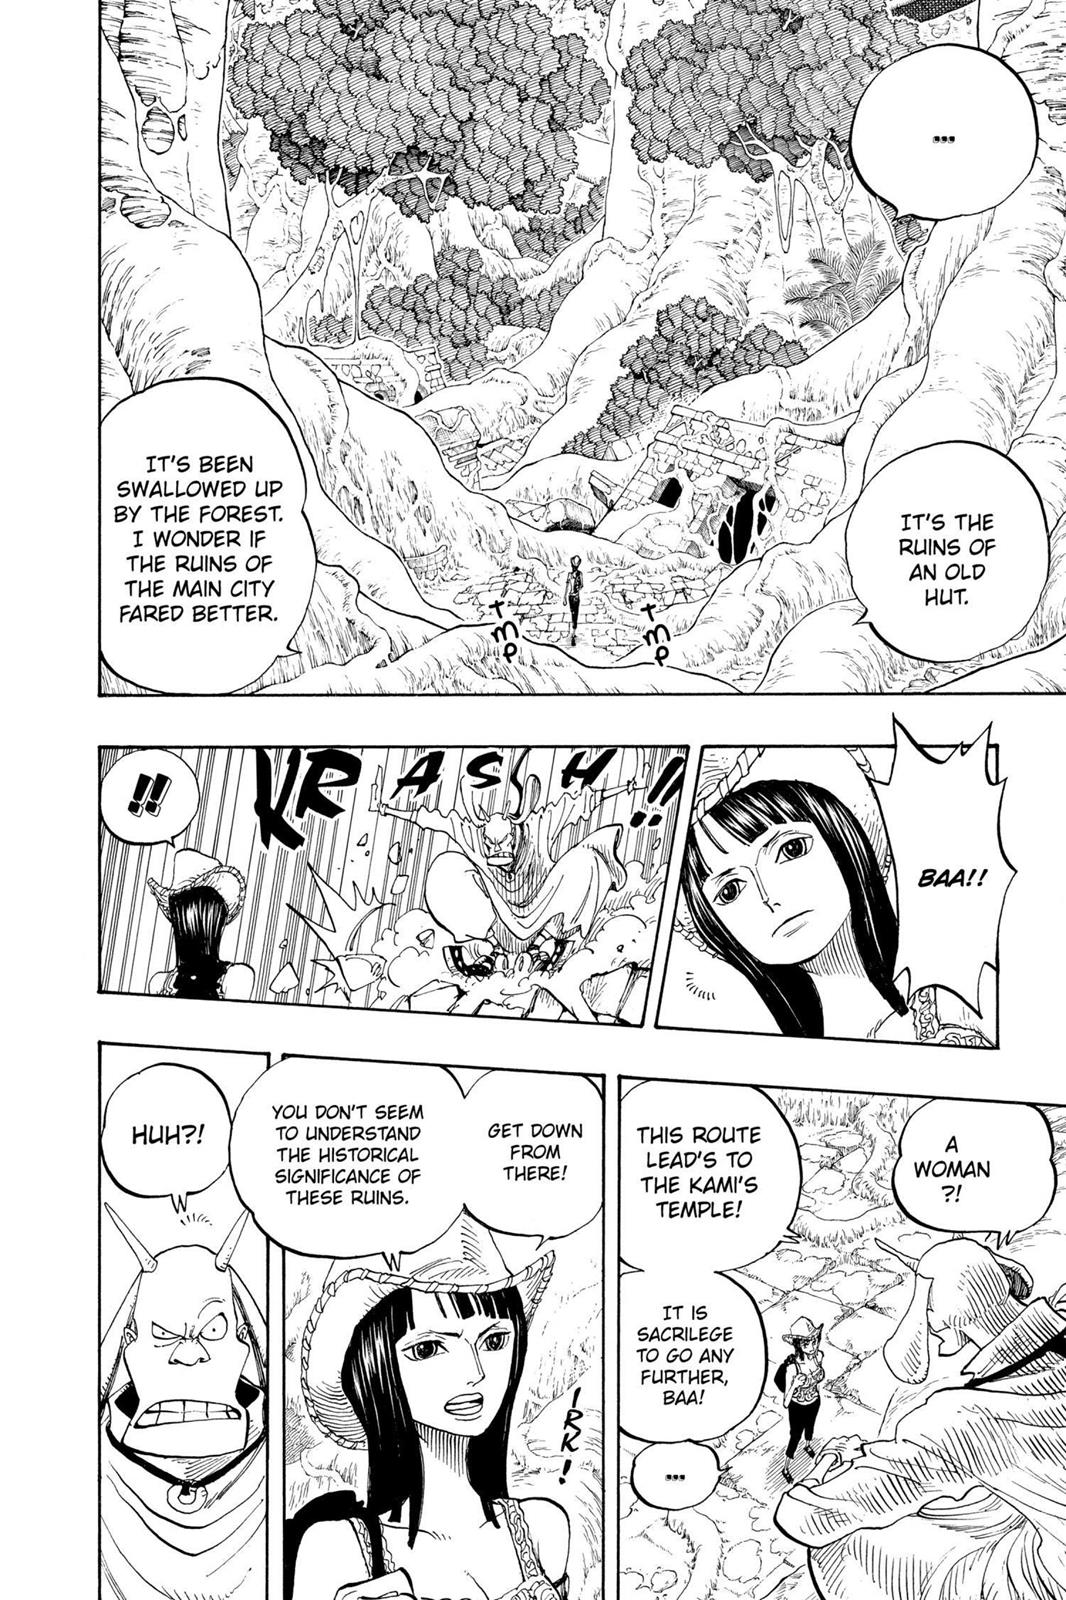 ...
IT'S THE
RUINS OF
AN OLD
HUT.
IT'S BEEN
SWALLOWED UP
BY THE FOREST.
I WONDER IF
THE RUINS OF
THE MAIN CITY
FARED BETTER.
TMP
TMP
BAA!!
KRASH!!
!!
A
WOMAN
?!
THIS ROUTE
LEAD'S TO
THE KAMI'S
TEMPLE!
IT IS
SACRILEGE
TO GO ANY
FURTHER,
BAA!
...
GET DOWN
FROM
THERE!
YOU DON'T SEEM
TO UNDERSTAND
THE HISTORICAL
SIGNIFICANCE OF
THESE RUINS.
IRK!
HUH?!